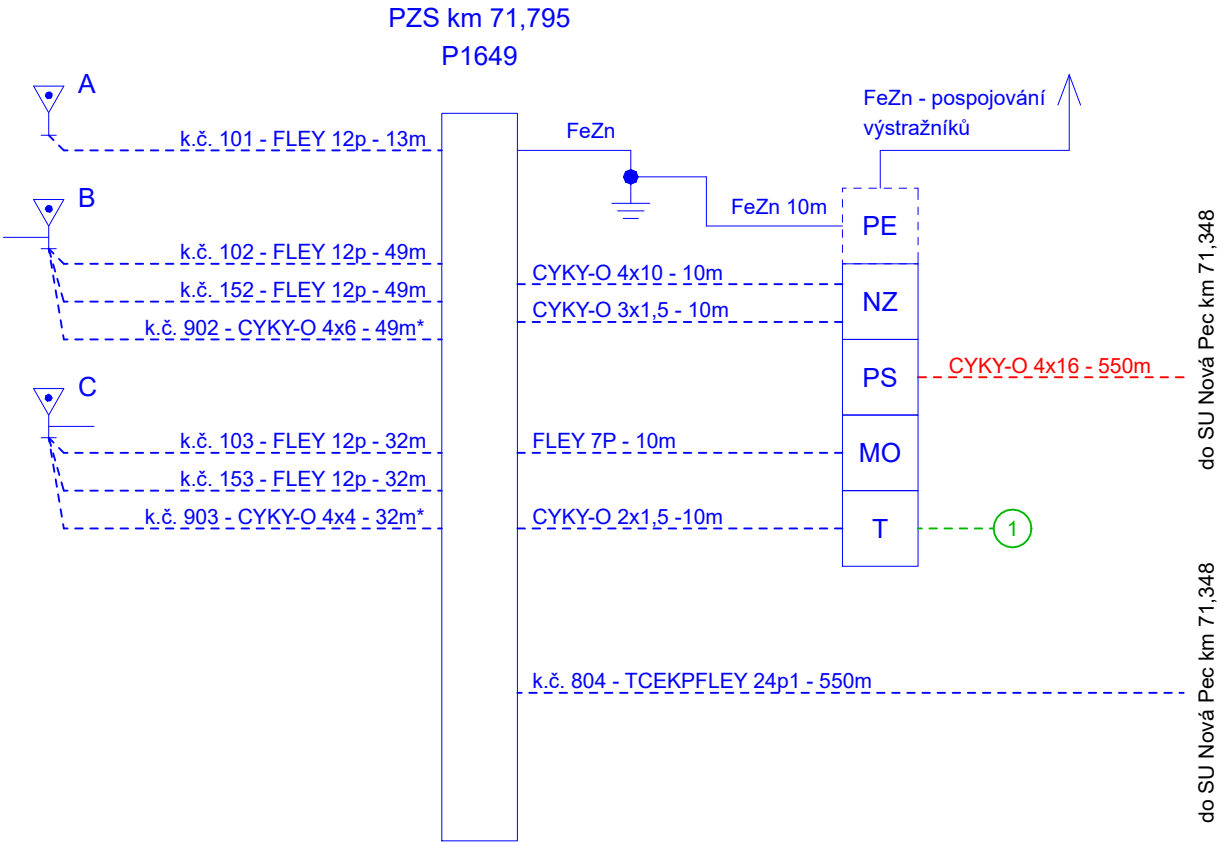 PZS km 71,795
P1649
A
k.č. 101 - FLEY 12p - 13m
B
k.č. 102 - FLEY 12p - 49m
k.č. 152 - FLEY 12p - 49m
k.č. 902 - CYKY-O 4x6 - 49m*
C
k.č. 103 - FLEY 12p - 32m
k.č. 153 - FLEY 12p - 32m
k.č. 903 - CYKY-O 4x4 - 32m*
FeZn
FeZn - pospojování
výstražníků
FeZn 10m
PE
CYKY-O 4x10 - 10m
CYKY-O 3x1,5 - 10m
NZ
PS
CYKY-O 4x16 - 550m
FLEY 7P - 10m
MO
CYKY-O 2x1,5 -10m
T
1
k.č. 804 - TCEKPFLEY 24p1 - 550m
do SU Nová Pec km 71,348
do SU Nová Pec km 71,348